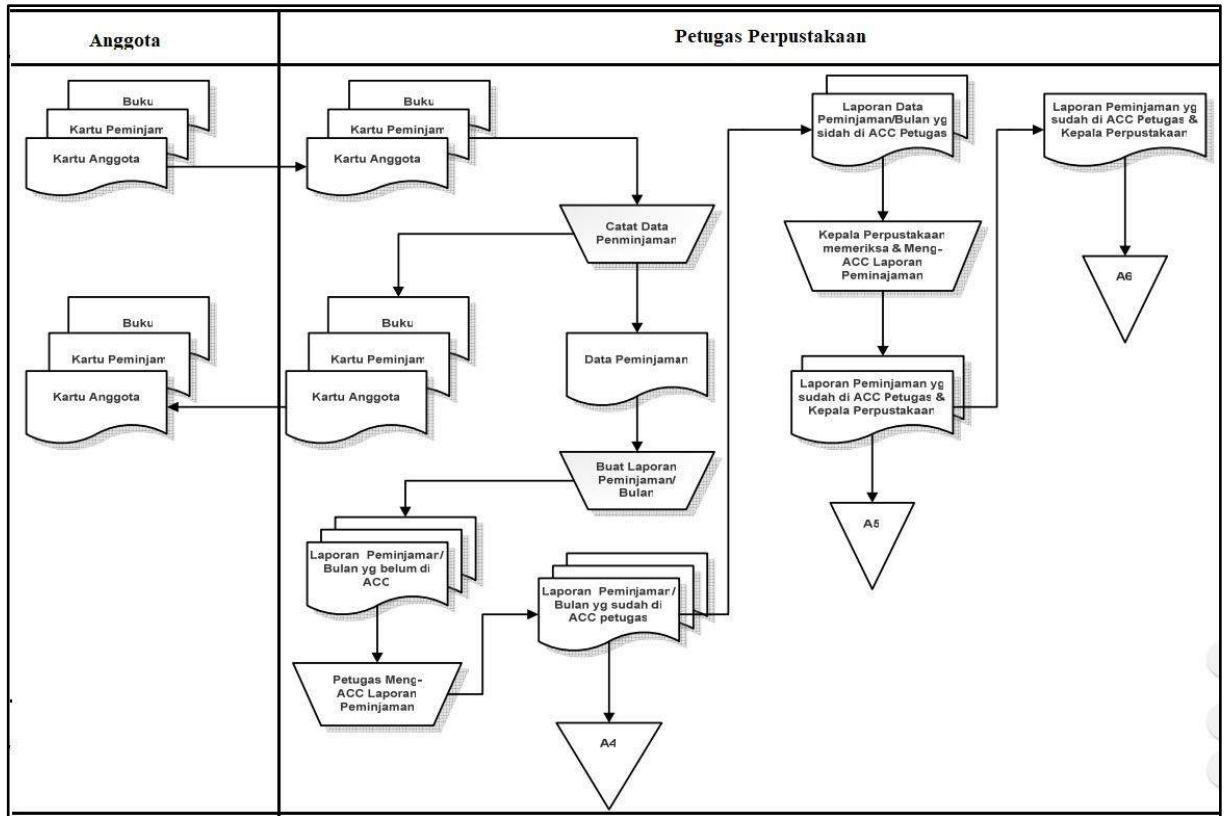 Anggota
Petugas Perpustakaan
Buku
Kartu Peminjam
Kartu Anggota
Buku
Kartu Peminjam
Kartu Anggota
Catat Data
Penminjaman
Buku
Kartu Peminjam
Kartu Anggota
Buku
Kartu Peminjam
Kartu Anggota
Data Peminjaman
Buat Laporan
Peminjaman/
Bulan
Laporan Peminjaman/
Bulan yg belum di
ACC
Petugas Meng-
ACC Laporan
Peminjaman
Laporan Peminjaman/
Bulan yg sudah di
ACC petugas
A4
Laporan Data
Peminjaman/Bulan yg
sidah di ACC Petugas
Kepala Perpustakaan
memeriksa & Meng-
ACC Laporan
Peminajaman
Laporan Peminjaman yg
sudah di ACC Petugas &
Kepala Perpustakaan
A5
Laporan Peminjaman yg
sudah di ACC Petugas &
Kepala Perpustakaan
A6